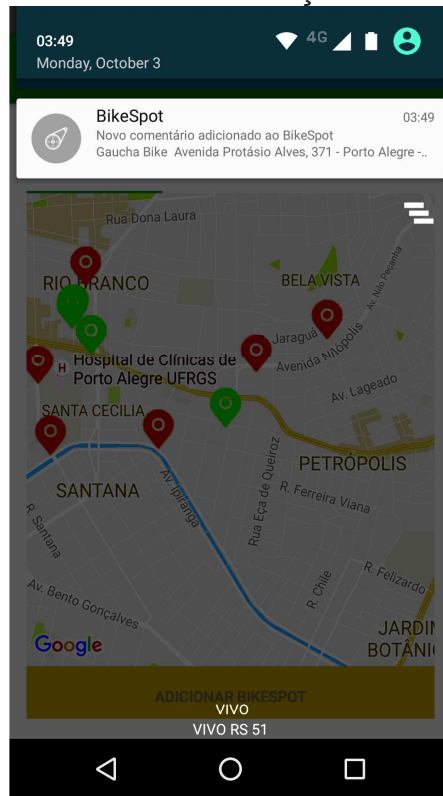 03:49
4G
Monday, October 3
BikeSpot 03:49
Novo comentário adicionado ao BikeSpot
Gaucha Bike Avenida Protásio Alves, 371 - Porto Alegre -..
Rua Dona Laura
RIO BRANCO
BELA VISTA
Av. Nilo Peçanha
Jaraguá
Avenida Nilópolis
Hospital de Clínicas de
H
Porto Alegre UFRGS
Av. Lageado
SANTA CECILIA
PETRÓPOLIS
SANTANA
Av. Ipiranga
Rua Eça de Queiroz
R. Ferreira Viana
R. Santana
R. Chile
R. Felizardo
Av. Bento Gonçalves
Google
JARDIM
BOTÂNI
ADICIONAR BIKESPOT
VIVO
VIVO RS 51